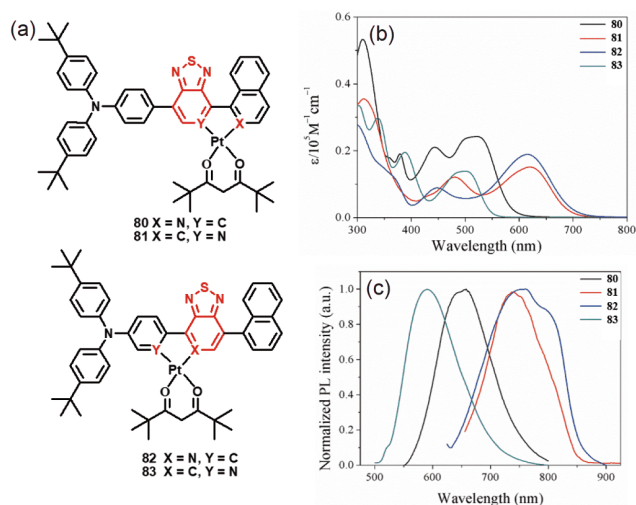 (a)
S
N N
N
Y X
Pt
O O
80 X = N, Y = C
81 X = C, Y = N
S
N N
N
Y X
Pt
O O
82 X = N, Y = C
83 X = C, Y = N
(b)
80
81
82
83
ε/10⁵ M⁻¹ cm⁻¹
0.6
0.4
0.2
0.0
300 400 500 600 700 800
Wavelength (nm)
(c)
80
81
82
83
Normalized PL intensity (a.u.)
1.0
0.8
0.6
0.4
0.2
0.0
500 600 700 800 900
Wavelength (nm)